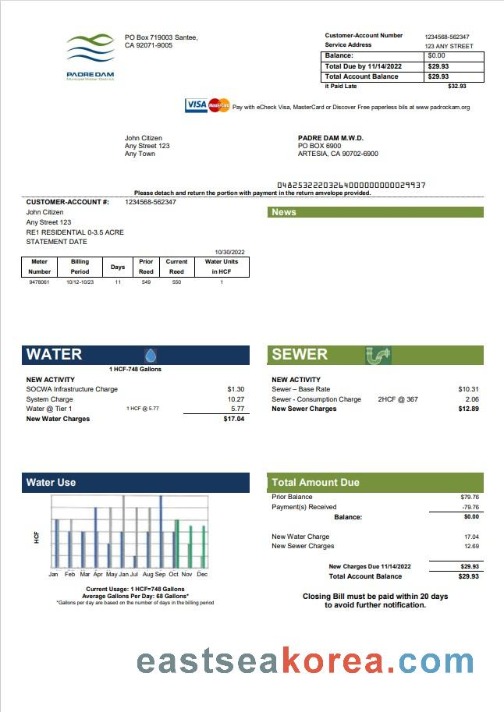 PO Box 719003 Santee,
CA 92071-9005
PADRE DAM
Customer-Account Number 1234568-562347
Service Address 123 ANY STREET
Balance: $0.00
Total Due by 11/14/2022 $29.93
Total Account Balance $29.93
It Paid Late $32.93
VISA Pay with eCheck Visa, MasterCard or Discover Free paperless bills at www padrockam.org
John Citizen
Any Street 123
Any Town
PADRE DAM M.W.D.
PO BOX 6900
ARTESIA, CA 90702-6900
Please detach and return the portion with payment in the return amvelope provided.
CUSTOMER-ACCOUNT #: 1234568-562347
John Citizen
Any Street 123
RE1 RESIDENTIAL 0-3.5 ACRE
STATEMENT DATE
10/30/2022
News
Meter Number Billing Period Days Prior Reed Current Reed Water Units in HCF
9478081 10/12-10/23 11 549 550 1
WATER
1 HCF-748 Gallons
NEW ACTIVITY
SOCWA Infrastructure Charge $1.30
System Charge 10.27
Water @ Tier 1 1 HCF @ 5.77 5.77
New Water Charges $17.04
SEWER
NEW ACTIVITY
Sewer – Base Rate $10.31
Sewer - Consumption Charge 2HCF @ 367 2.06
New Sewer Charges $12.89
Water Use
HCF
Jan Feb Mar Apr May Jan Jul Aug Sep Oct Nov Dec
Current Usage: 1 HCF=748 Gallons
Average Gallons Per Day: 68 Gallons*
*Gallons per day are based on the number of days in the billing period
Total Amount Due
Prior Balance $79.76
Payment(s) Received -79.76
Balance: $0.00
New Water Charge 17.04
New Sewer Charges 12.69
New Charges Due 11/14/2022 $29.93
Total Account Balance $29.93
Closing Bill must be paid within 20 days
to avoid further notification.
eastseakorea.com